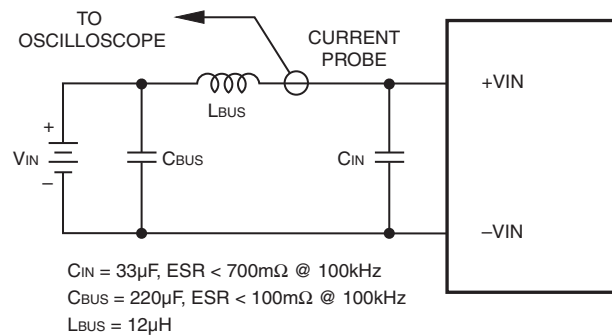 TO
OSCILLOSCOPE
CURRENT
PROBE
+VIN
LBUS
+
VIN
–
CBUS
CIN
–VIN
CIN = 33µF, ESR < 700mΩ @ 100kHz
CBUS = 220µF, ESR < 100mΩ @ 100kHz
LBUS = 12µH